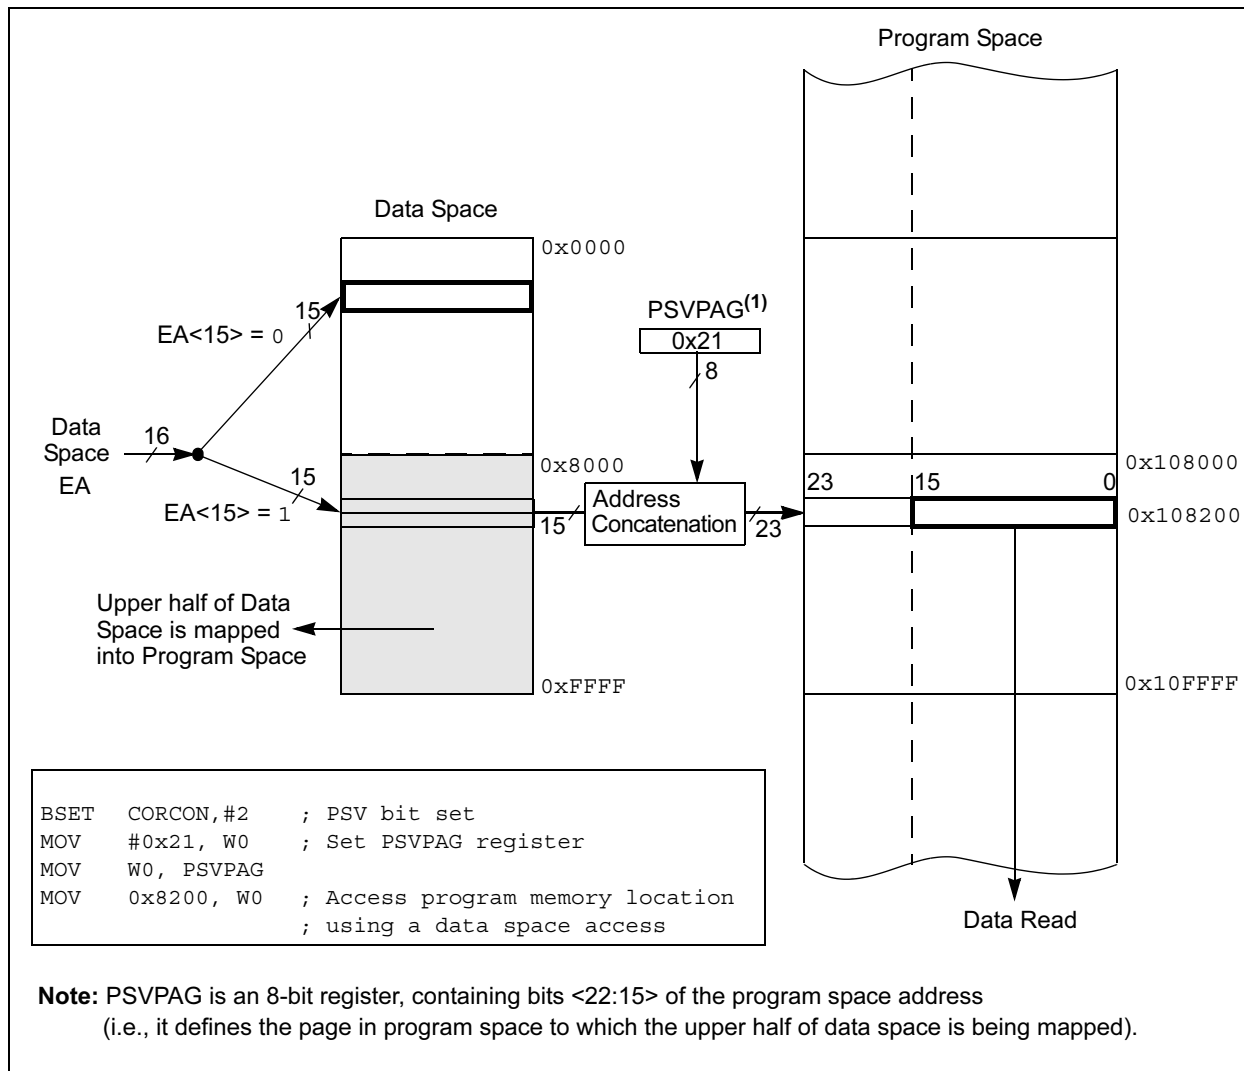 Program Space
Data Space
0x0000
15
EA<15> = 0
PSVPAG(1)
0x21
8
Data
Space
EA
16
0x8000
15
EA<15> = 1
15
Address
Concatenation
23
23
15
0
0x108000
0x108200
Upper half of Data
Space is mapped
into Program Space
0xFFFF
0x10FFFF
BSET CORCON,#2 ; PSV bit set
MOV #0x21, W0 ; Set PSVPAG register
MOV W0, PSVPAG
MOV 0x8200, W0 ; Access program memory location
; using a data space access
Data Read
Note: PSVPAG is an 8-bit register, containing bits <22:15> of the program space address
(i.e., it defines the page in program space to which the upper half of data space is being mapped).